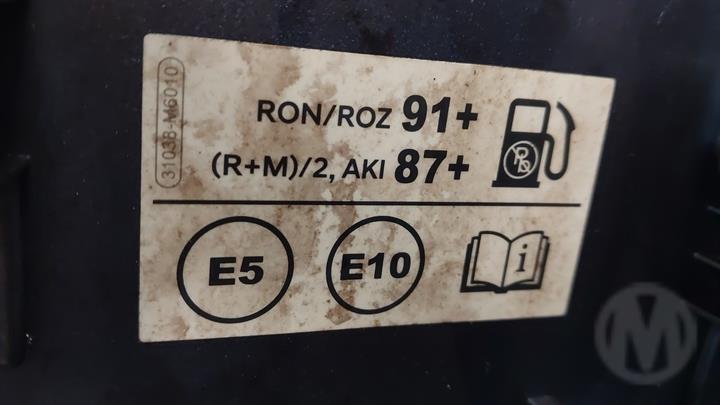 31038-M6010
RON/ROZ 91+
(R+M)/2, AKI 87+
Pb
E5
E10
i
M